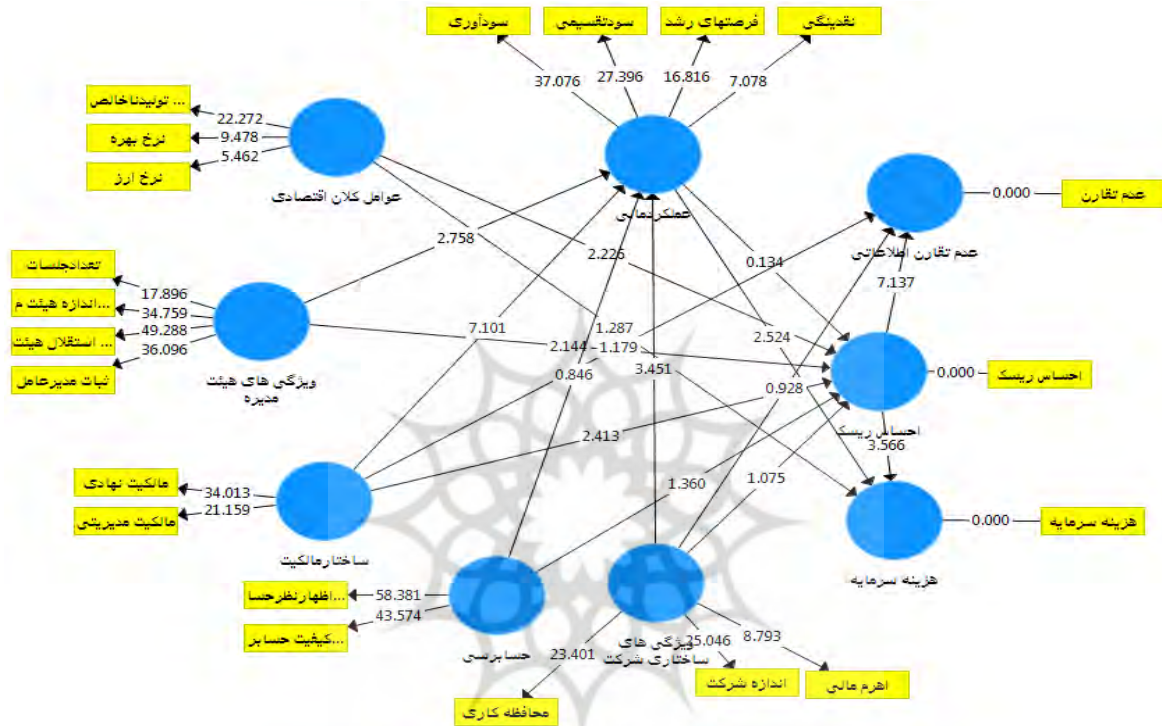 سودآوری
سودتقسیمی
فرصتهای رشد
نقدینگی
37.076
27.396
16.816
7.078
... تولیدناخالص
نرخ بهره
نرخ ارز
22.272
9.478
5.462
عوامل کلان اقتصادی
عملکردمالی
عدم تقارن
0.000
عدم تقارن اطلاعاتی
2.758
2.226
0.134
7.137
تعدادجلسات
...اندازه هیئت م
... استقلال هیئت
ثبات مدیرعامل
17.896
34.759
49.288
36.096
ویژگی های هیئت
مدیره
7.101
1.287
2.144
1.179
0.846
3.451
2.524
0.928
احساس ریسک
0.000
احساس ریسک
3.566
2.413
1.360
1.075
مالکیت نهادی
مالکیت مدیریتی
34.013
21.159
ساختارمالکیت
هزینه سرمایه
0.000
هزینه سرمایه
...اظهارنظرحسا
...کیفیت حسابر
58.381
43.574
حسابرسی
ویژگی های
ساختاری شرکت
23.401
25.046
8.793
محافظه کاری
اندازه شرکت
اهرم مالی